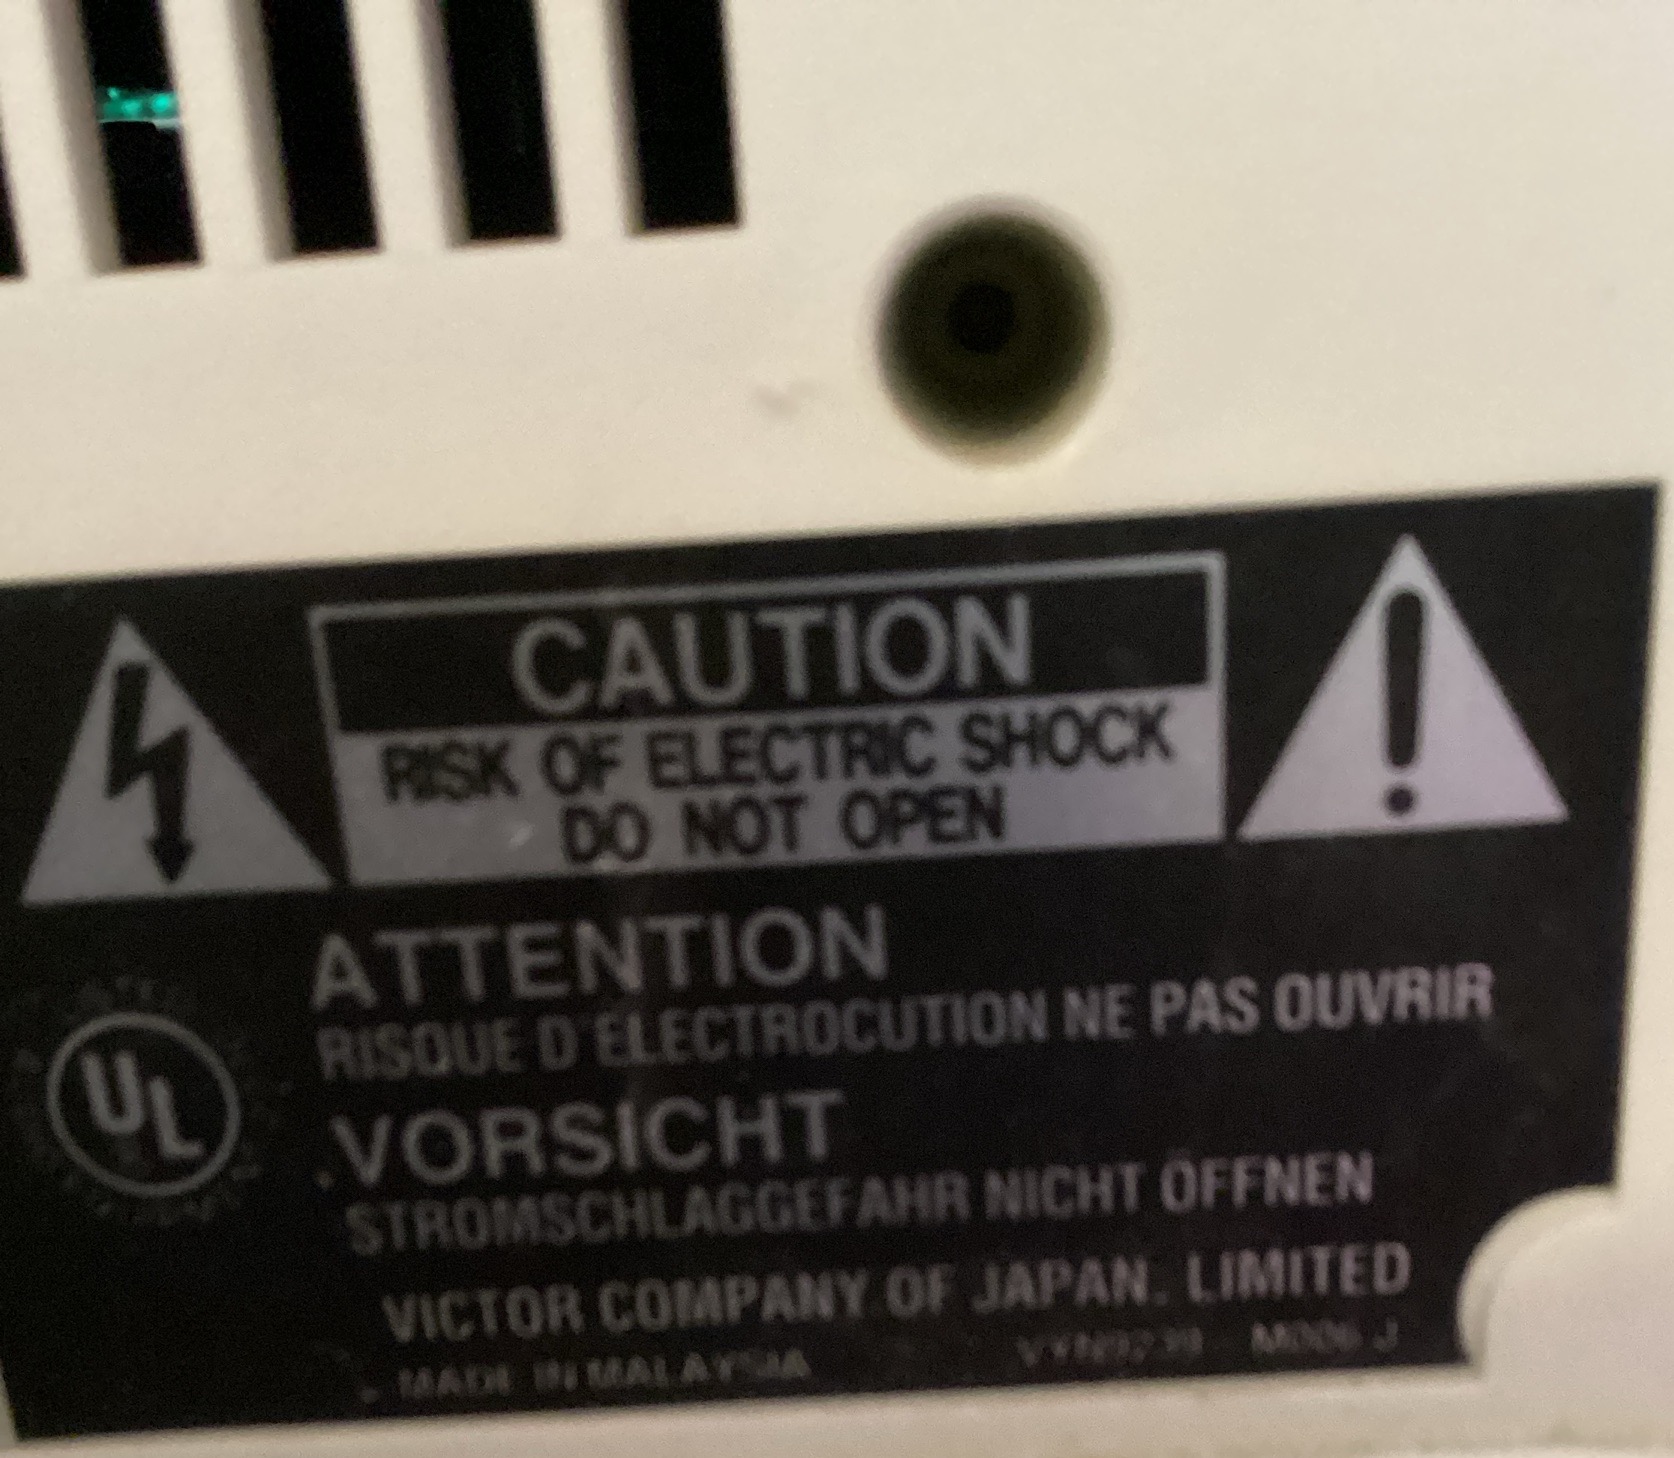 CAUTION
RISK OF ELECTRIC SHOCK
DO NOT OPEN
ATTENTION
RISQUE D'ELECTROCUTION NE PAS OUVRIR
UL
VORSICHT
STROMSCHLAGGEFAHR NICHT ÖFFNEN
VICTOR COMPANY OF JAPAN. LIMITED
MADE IN MALAYSIA